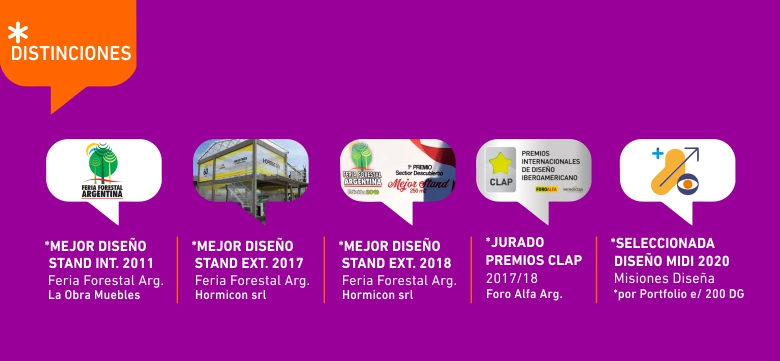 *
DISTINCIONES
FERIA FORESTAL
ARGENTINA
FERIA FORESTAL
ARGENTINA
1º PREMIO
Sector Descubierto
Mejor Stand
250 m2
CLAP
PREMIOS
INTERNACIONALES
DE DISEÑO
IBEROAMERICANO
FOROALFA
*MEJOR DISEÑO
STAND INT. 2011
Feria Forestal Arg.
La Obra Muebles
*MEJOR DISEÑO
STAND EXT. 2017
Feria Forestal Arg.
Hormicon srl
*MEJOR DISEÑO
STAND EXT. 2018
Feria Forestal Arg.
Hormicon srl
*JURADO
PREMIOS CLAP
2017/18
Foro Alfa Arg.
*SELECCIONADA
DISEÑO MIDI 2020
Misiones Diseña
*por Portfolio e/ 200 DG